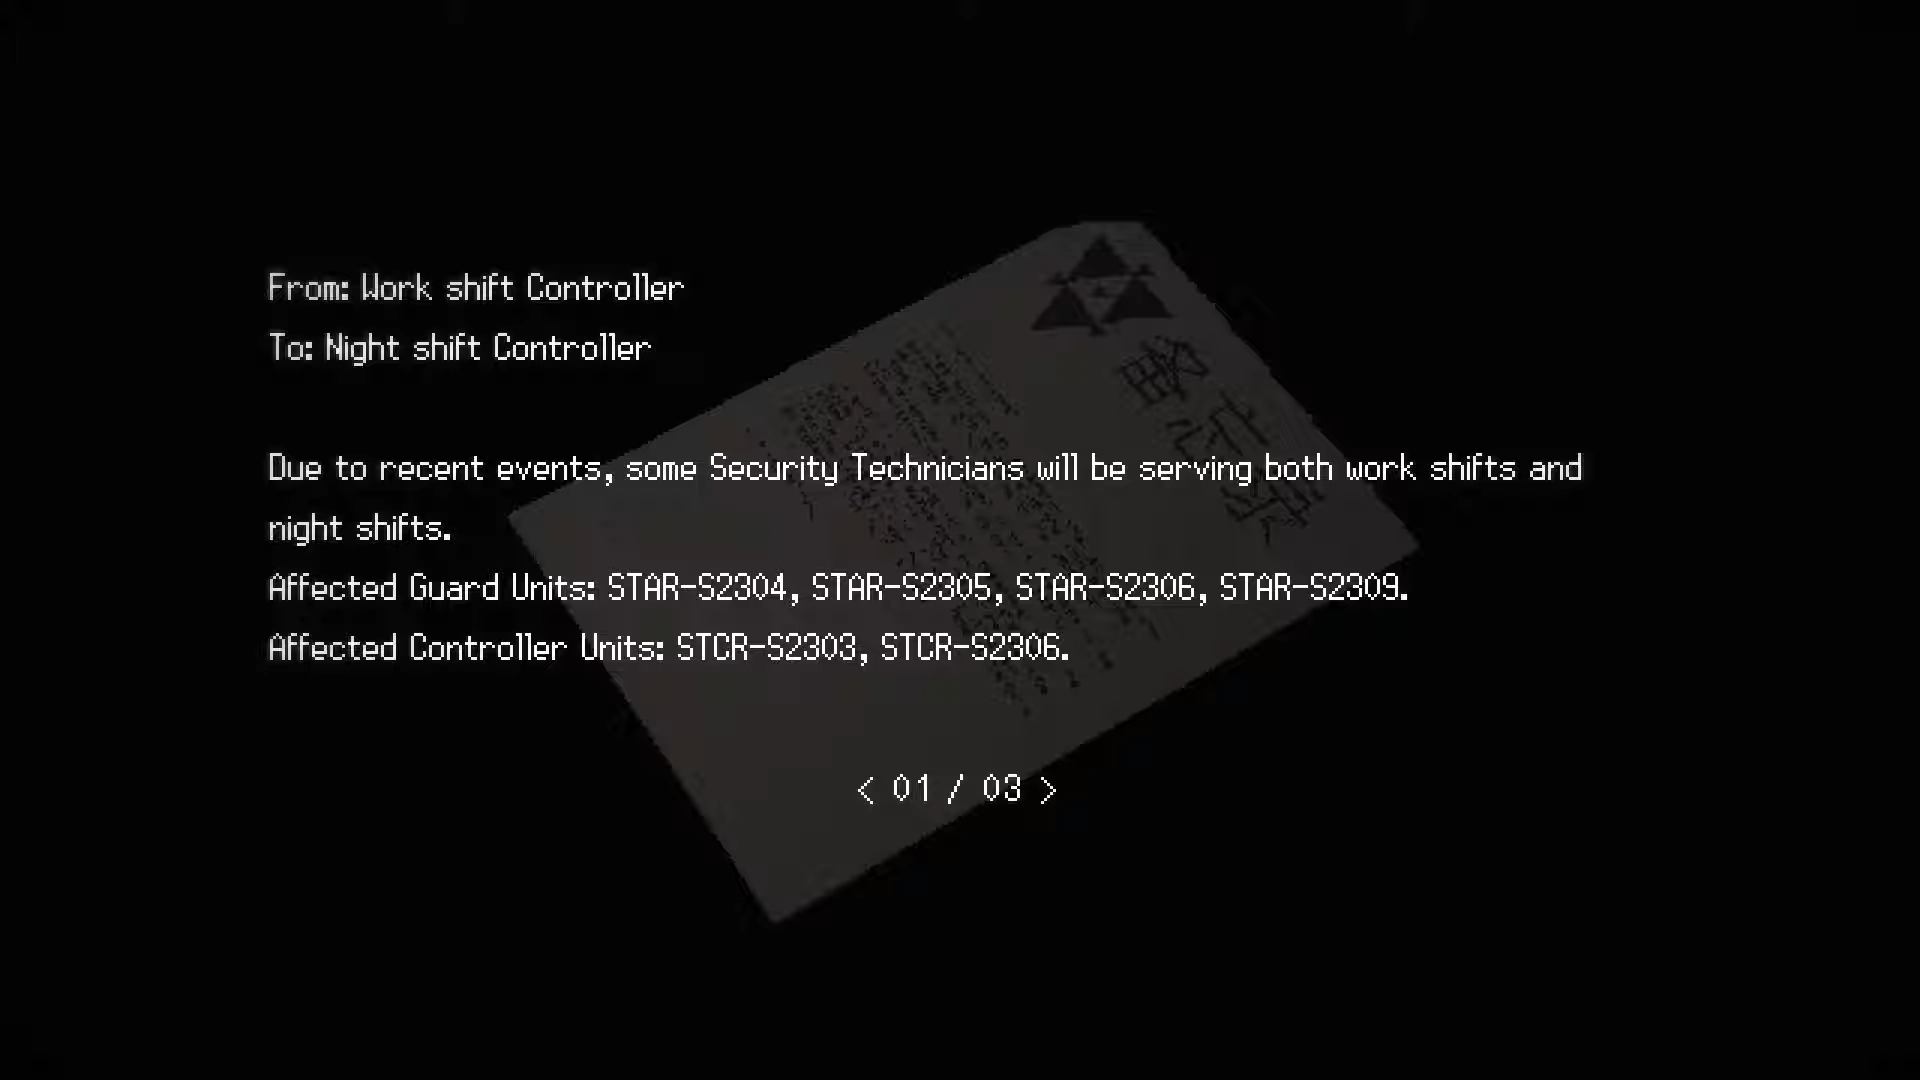 From: Work shift Controller
To: Night shift Controller
Due to recent events, some Security Technicians will be serving both work shifts and
night shifts.
Affected Guard Units: STAR-S2304, STAR-S2305, STAR-S2306, STAR-S2309.
Affected Controller Units: STCR-S2303, STCR-S2306.
< 01 / 03 >